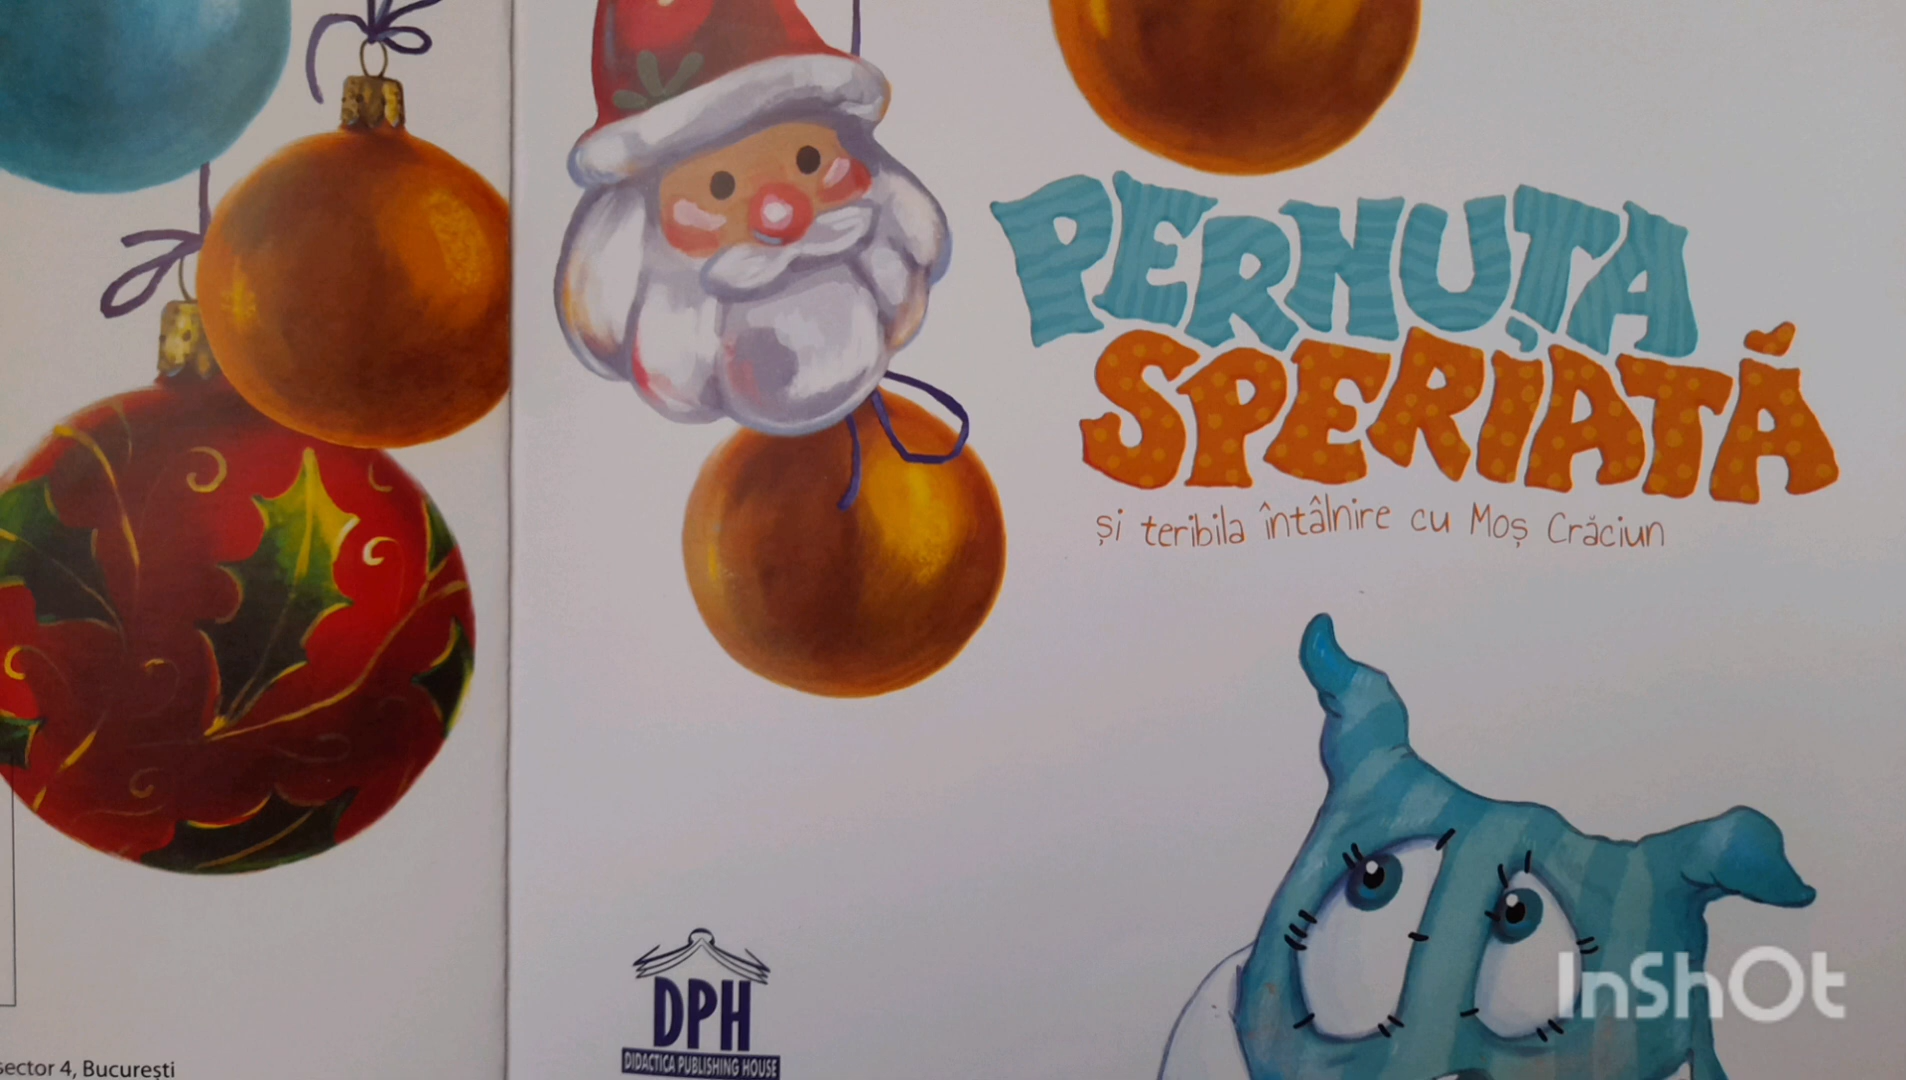 PERNUȚA
SPERIATĂ
și teribila întâlnire cu Moș Crăciun
DPH
DIDACTICA PUBLISHING HOUSE
sector 4, București
InShOt